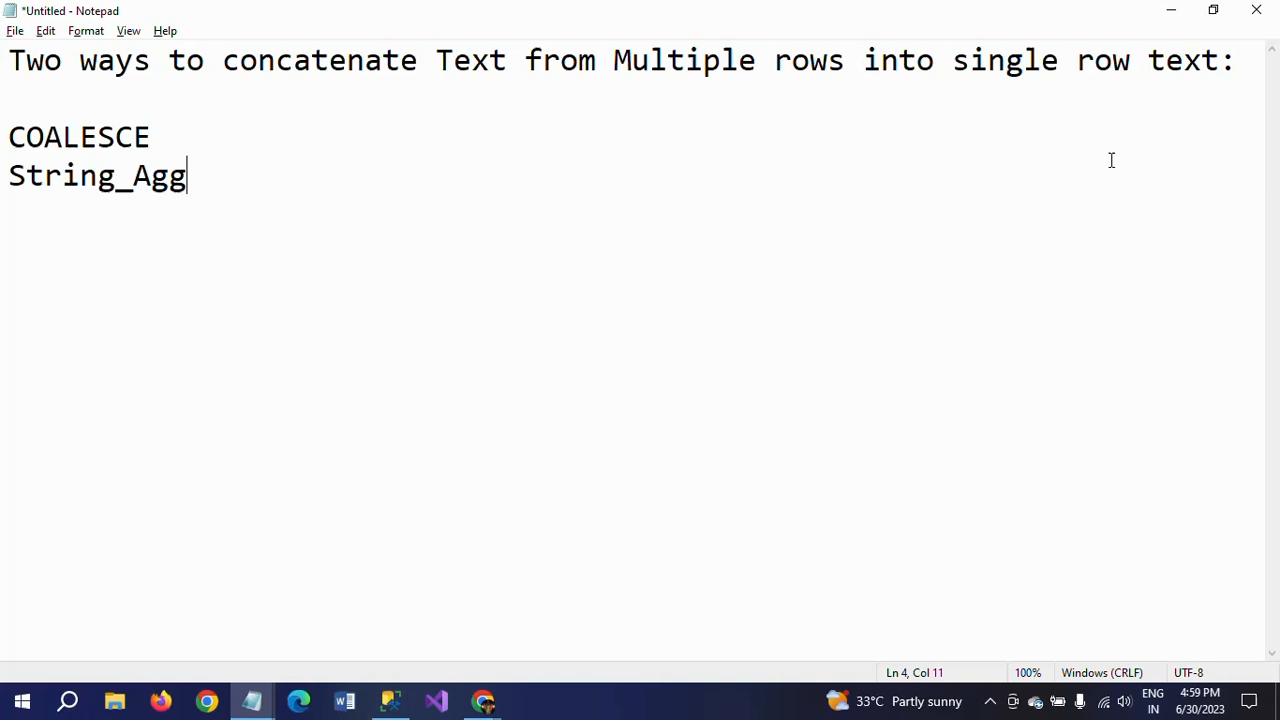 *Untitled - Notepad
File Edit Format View Help
Two ways to concatenate Text from Multiple rows into single row text:
COALESCE
String_Agg
Ln 4, Col 11 100% Windows (CRLF) UTF-8
33°C Partly sunny ENG 4:59 PM
IN 6/30/2023